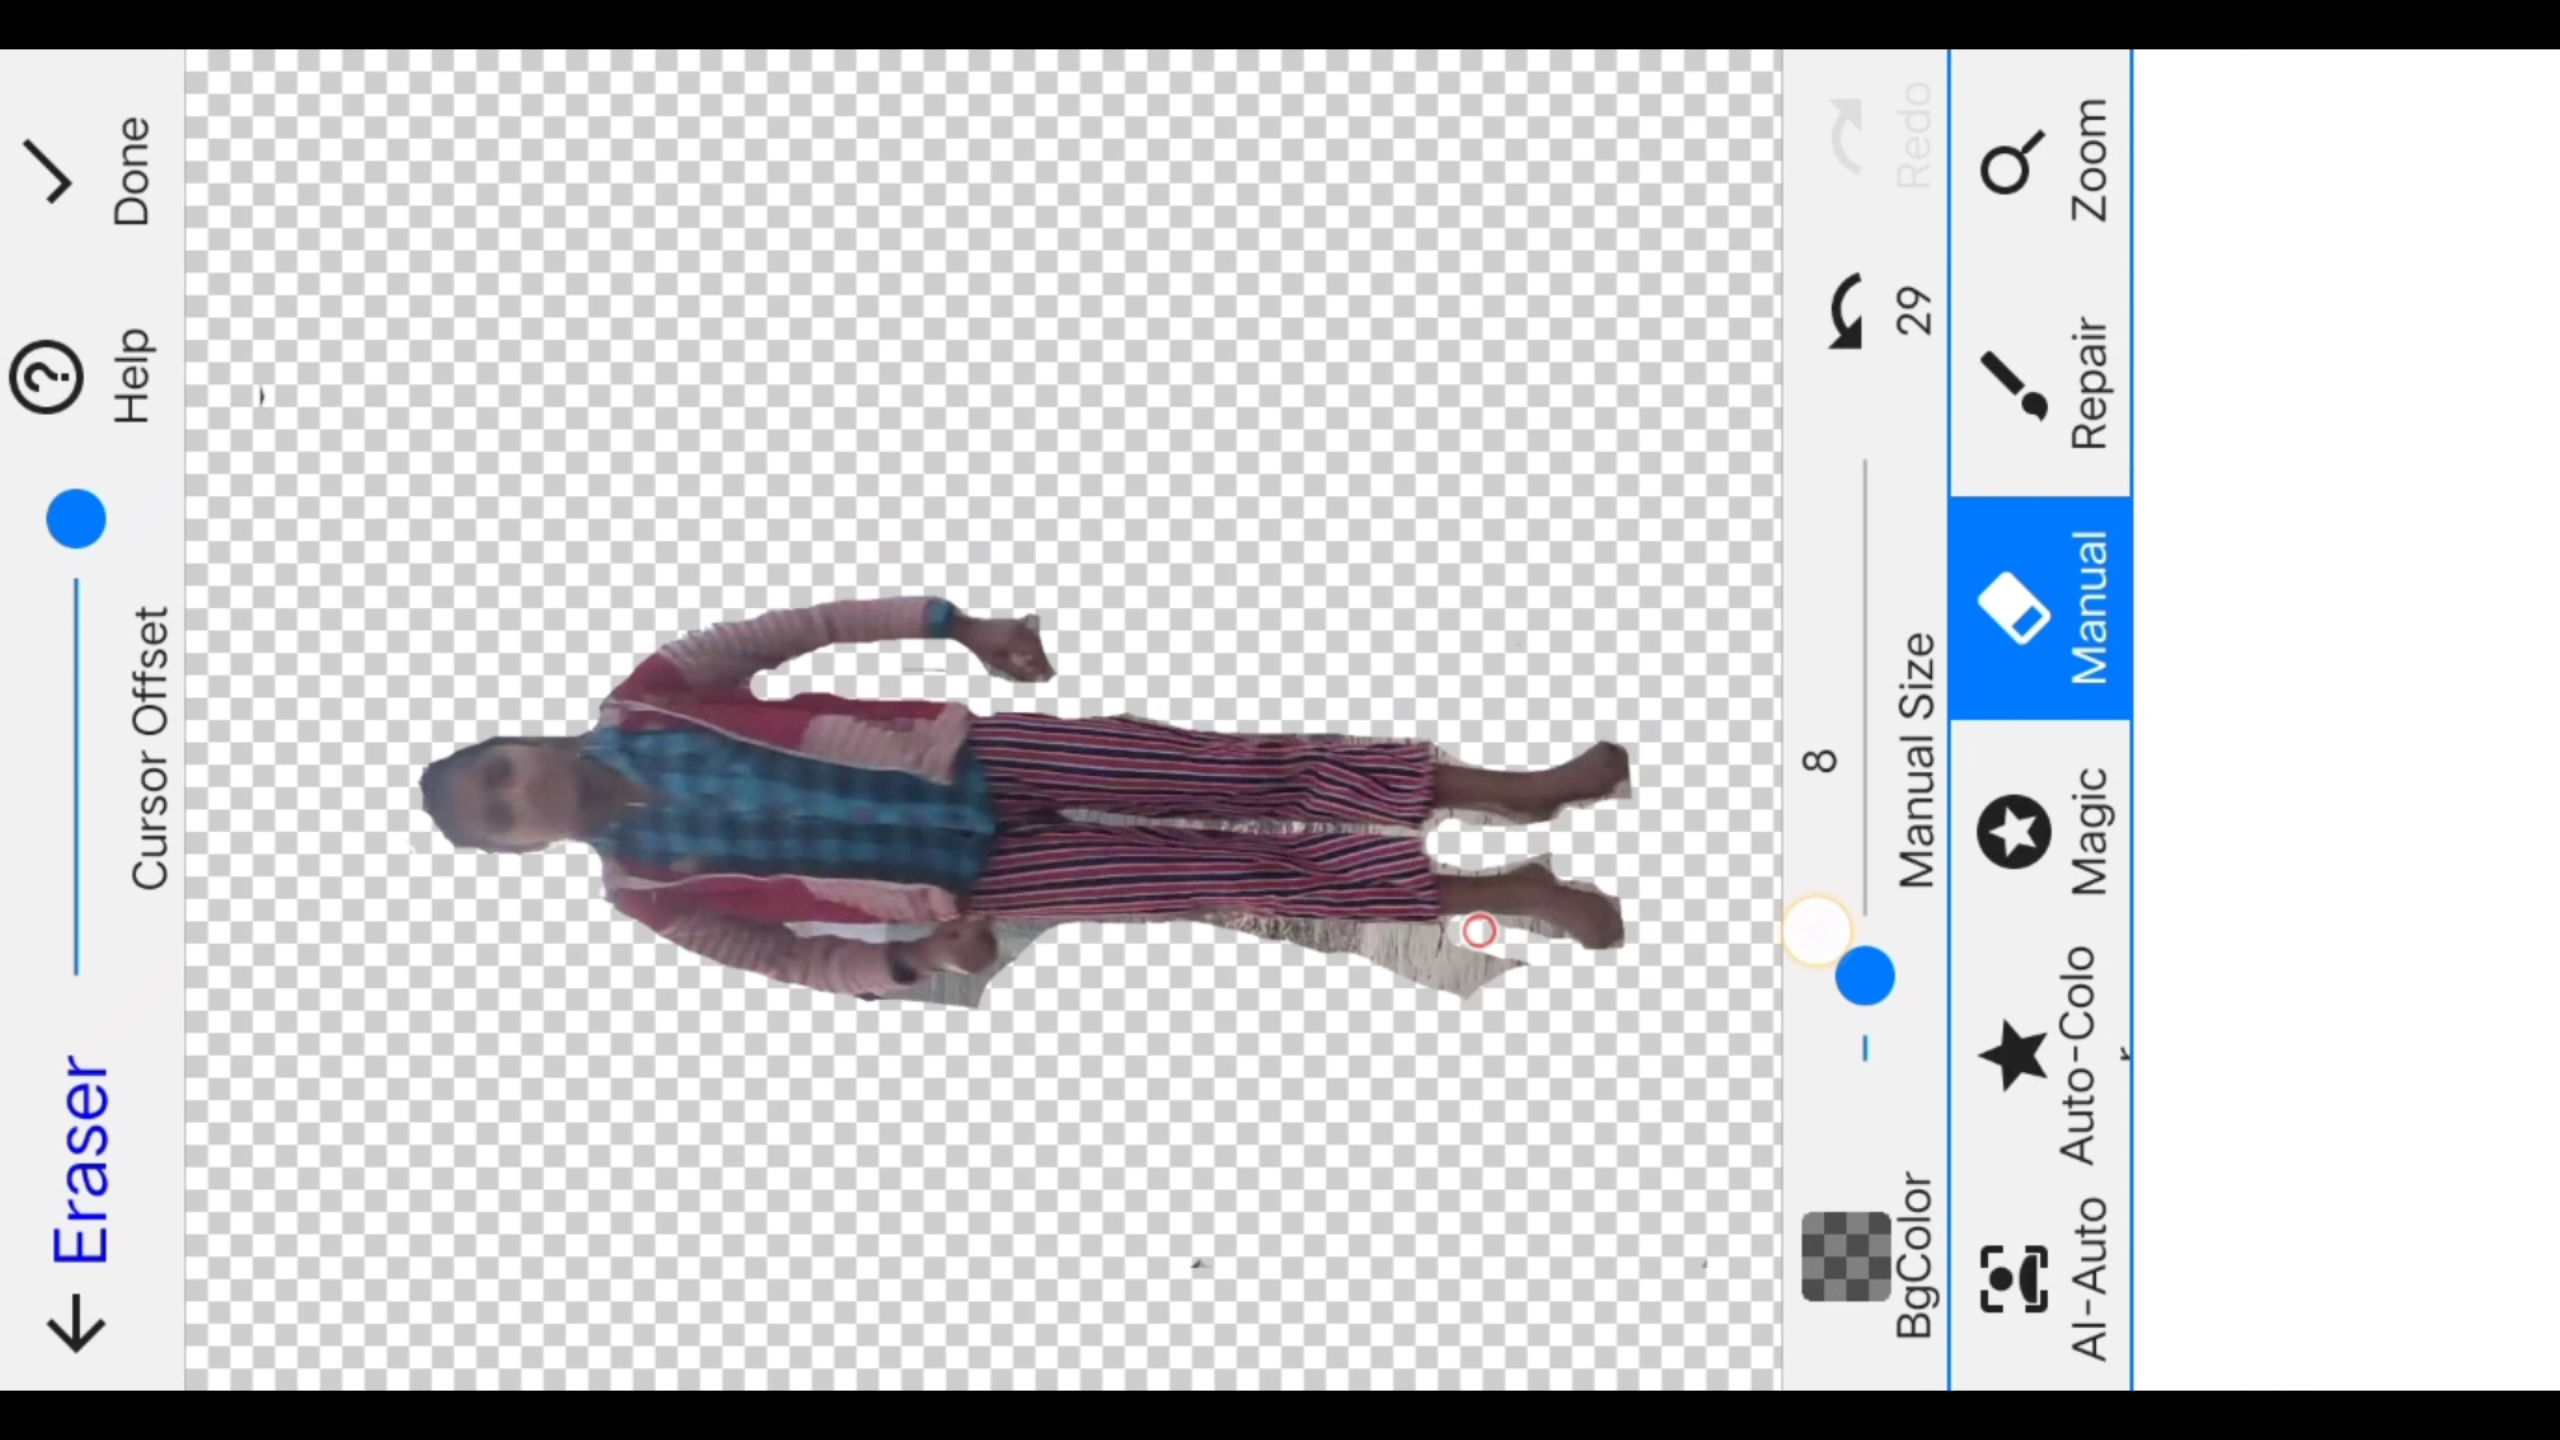 Eraser
Cursor Offset
Help
Done
BgColor
8
Manual Size
29
Redo
AI-Auto
Auto-Colo
r
Magic
Manual
Repair
Zoom